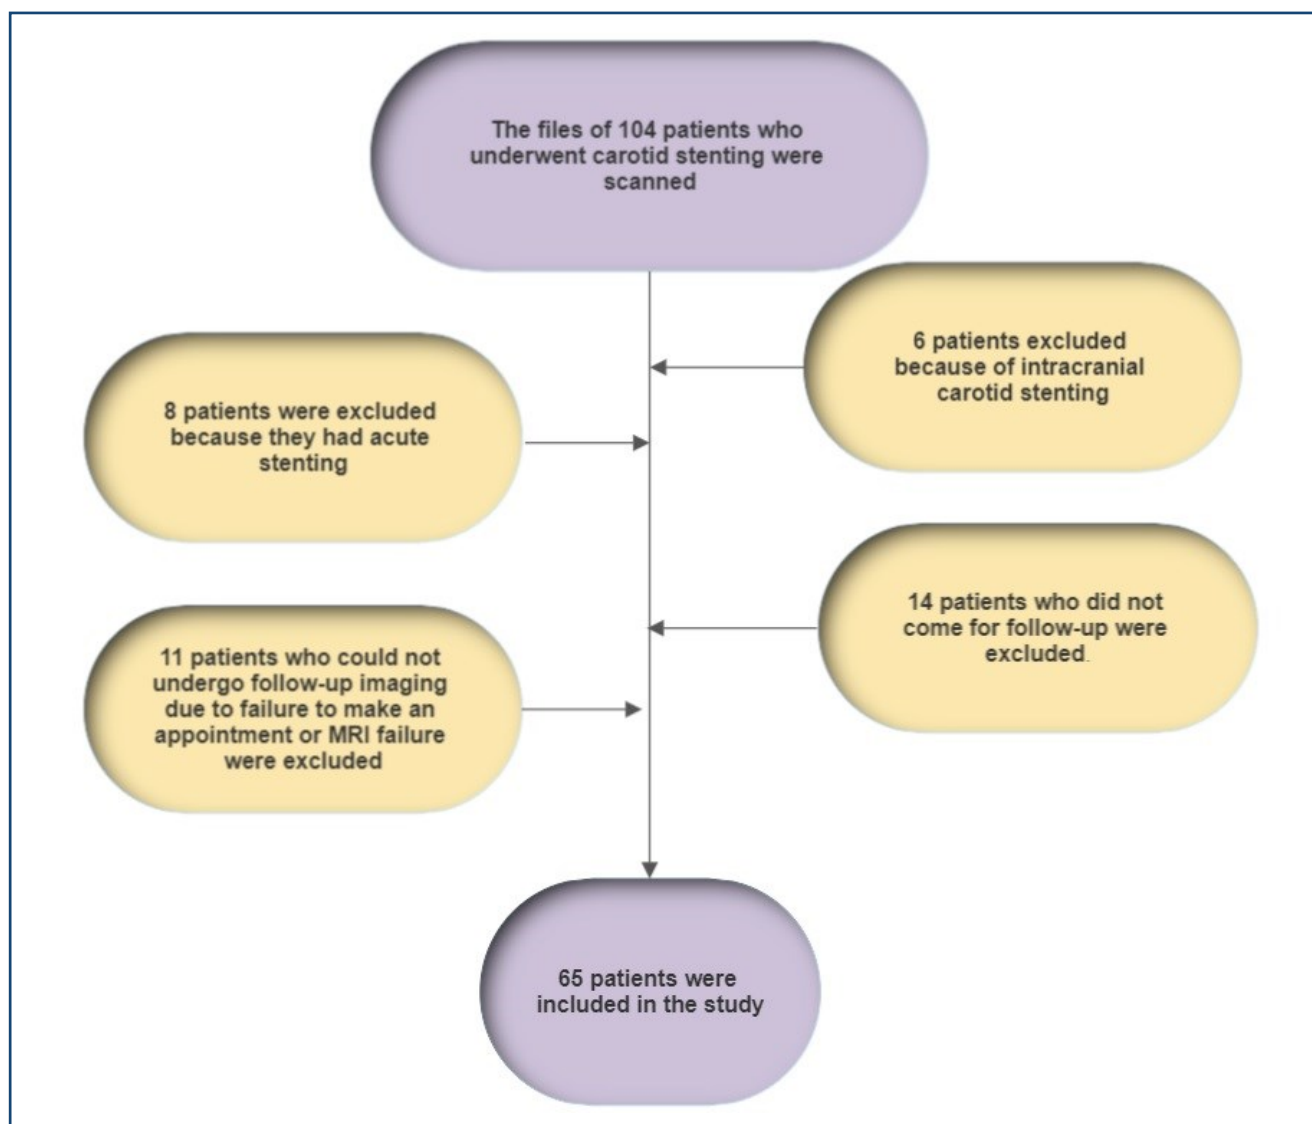 The files of 104 patients who
underwent carotid stenting were
scanned
6 patients excluded
because of intracranial
carotid stenting
8 patients were excluded
because they had acute
stenting
14 patients who did not
come for follow-up were
excluded.
11 patients who could not
undergo follow-up imaging
due to failure to make an
appointment or MRI failure
were excluded
65 patients were
included in the study